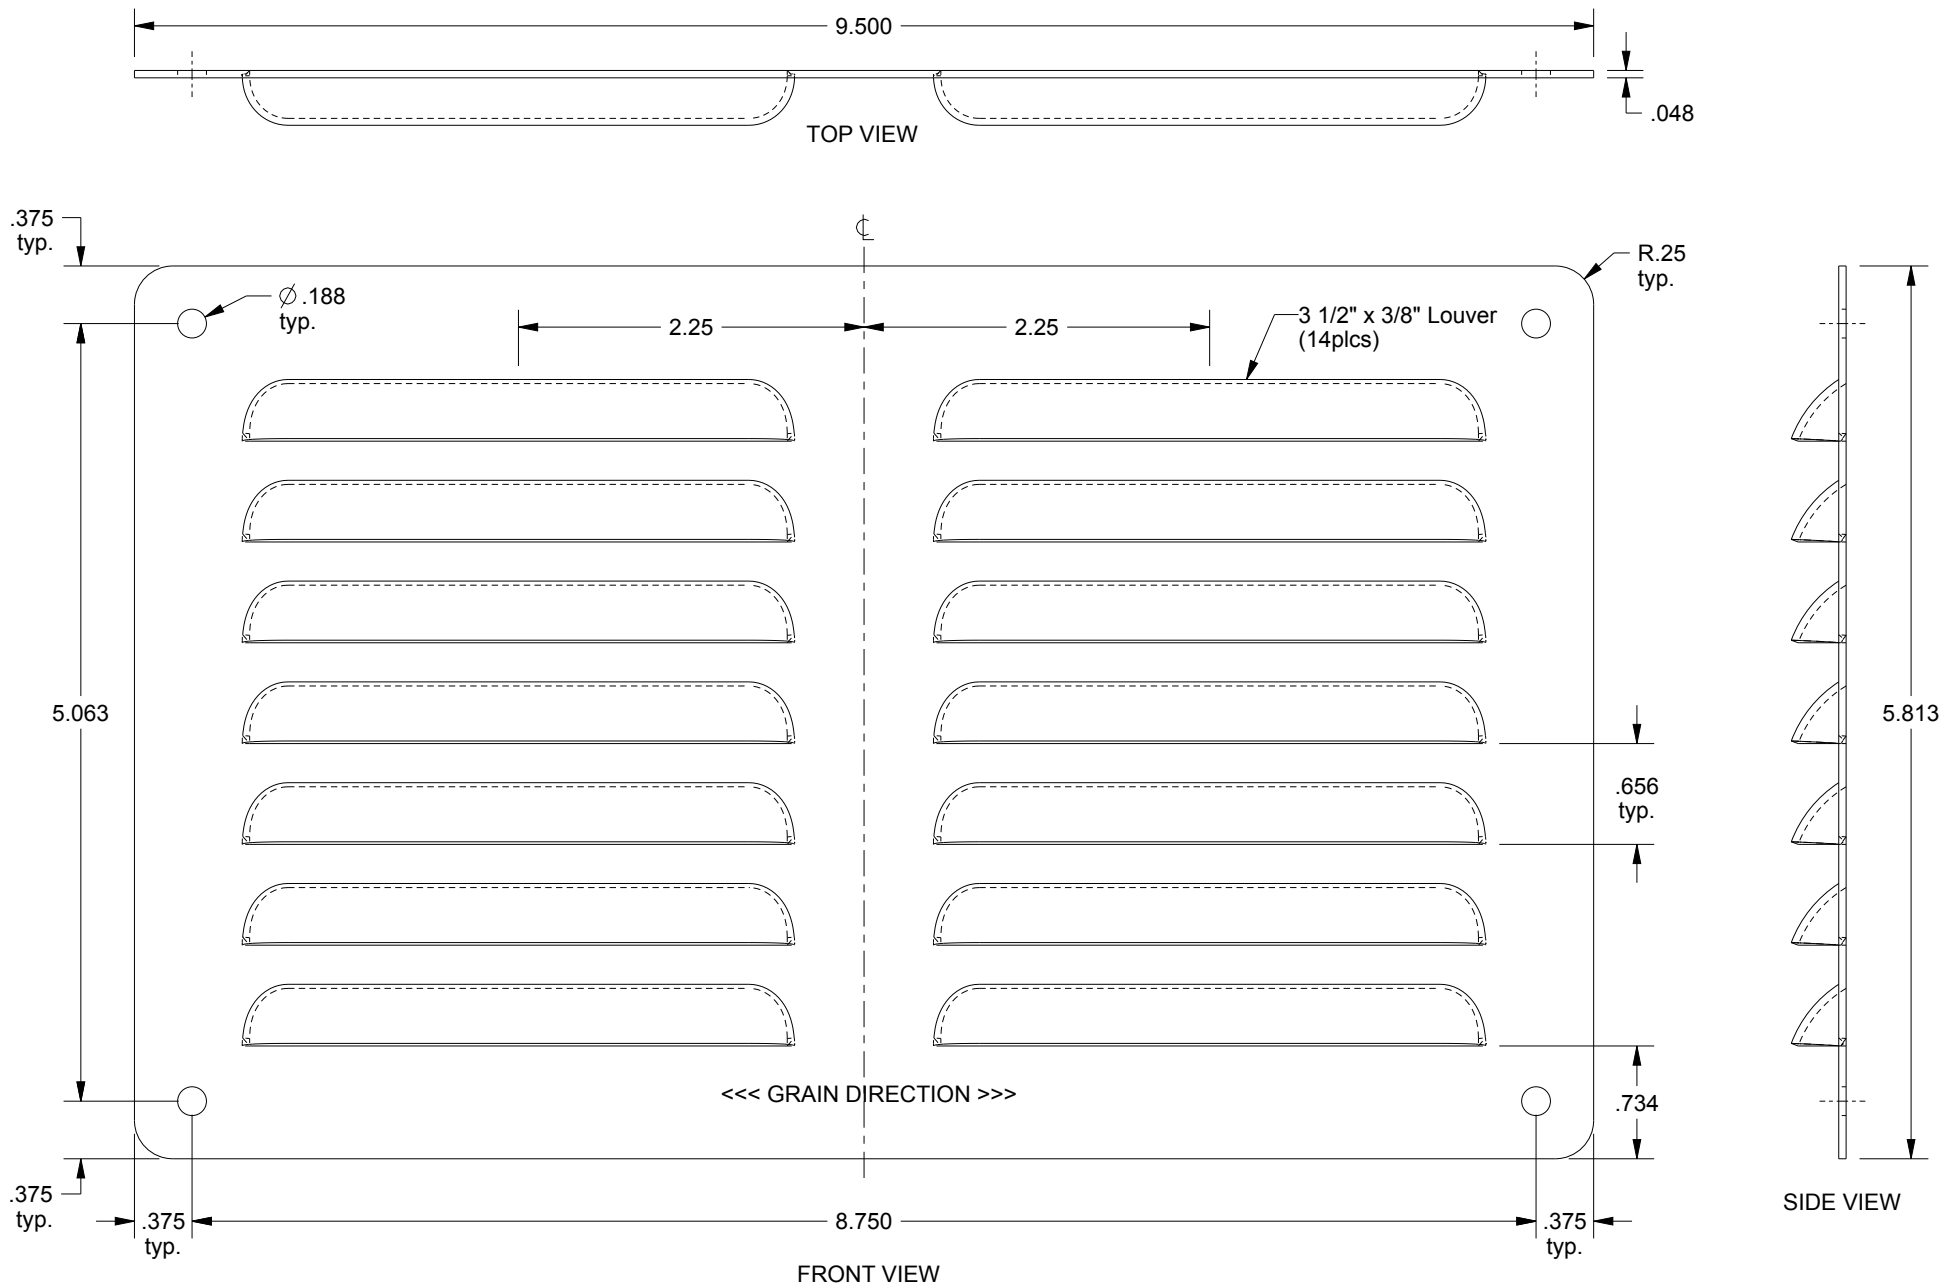 9.500
.048
TOP VIEW
.375
typ.
℄
R.25
typ.
⌀ .188
typ.
2.25
2.25
3 1/2" x 3/8" Louver
(14plcs)
5.063
5.813
.656
typ.
<<< GRAIN DIRECTION >>>
.734
.375
typ.
.375
typ.
8.750
.375
typ.
SIDE VIEW
FRONT VIEW